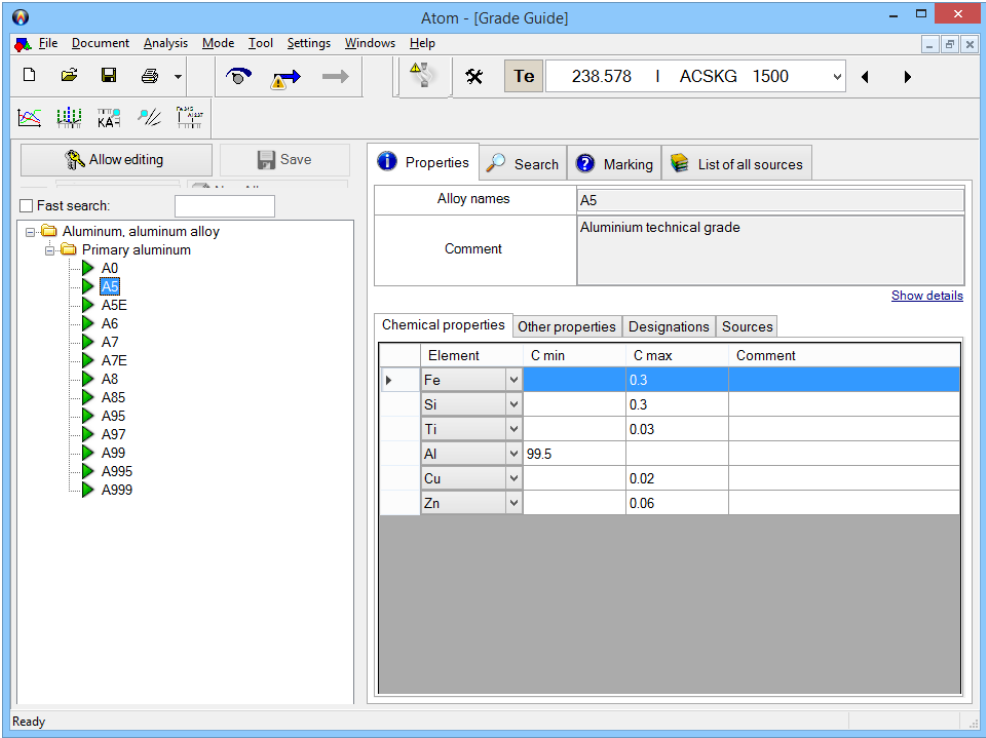 Atom - [Grade Guide]
File Document Analysis Mode Tool Settings Windows Help
Te 238.578 I ACSKG 1500
Allow editing Save
Fast search:
Aluminum, aluminum alloy
Primary aluminum
A0
A5
A5E
A6
A7
A7E
A8
A85
A95
A97
A99
A995
A999
Properties Search Marking List of all sources
Alloy names A5
Comment Aluminium technical grade
Show details
Chemical properties Other properties Designations Sources
Element C min C max Comment
Fe 0.3
Si 0.3
Ti 0.03
Al 99.5
Cu 0.02
Zn 0.06
Ready